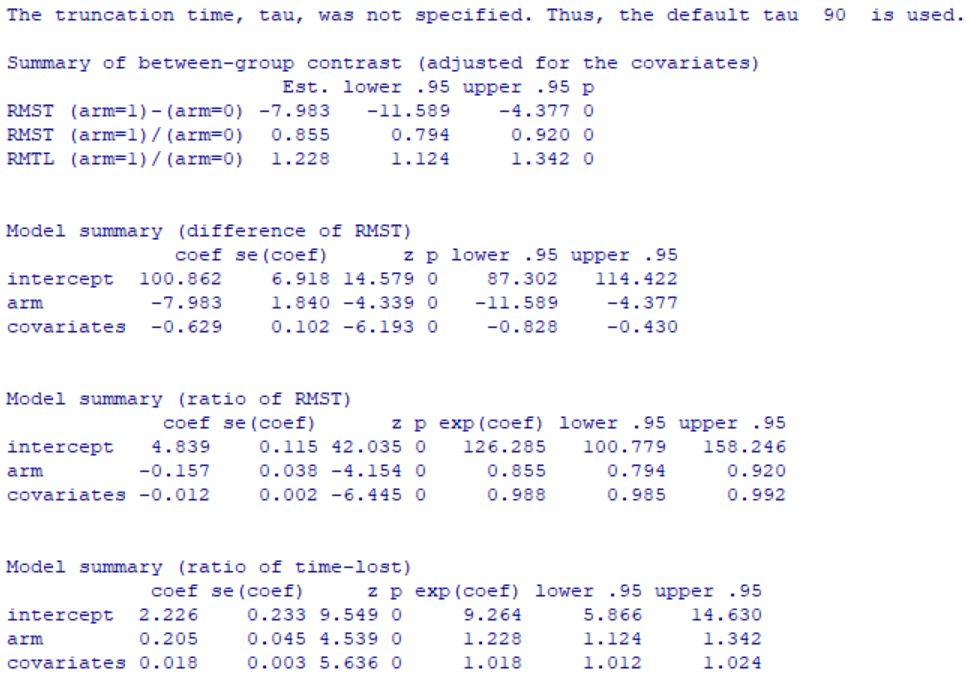 The truncation time, tau, was not specified. Thus, the default tau  90  is used.
Summary of between-group contrast (adjusted for the covariates)
Est. lower .95 upper .95 p
RMST (arm=1)-(arm=0) -7.983 -11.589 -4.377 0
RMST (arm=1)/(arm=0) 0.855 0.794 0.920 0
RMTL (arm=1)/(arm=0) 1.228 1.124 1.342 0
Model summary (difference of RMST)
coef se(coef) z p lower .95 upper .95
intercept 100.862 6.918 14.579 0 87.302 114.422
arm -7.983 1.840 -4.339 0 -11.589 -4.377
covariates -0.629 0.102 -6.193 0 -0.828 -0.430
Model summary (ratio of RMST)
coef se(coef) z p exp(coef) lower .95 upper .95
intercept 4.839 0.115 42.035 0 126.285 100.779 158.246
arm -0.157 0.038 -4.154 0 0.855 0.794 0.920
covariates -0.012 0.002 -6.445 0 0.988 0.985 0.992
Model summary (ratio of time-lost)
coef se(coef) z p exp(coef) lower .95 upper .95
intercept 2.226 0.233 9.549 0 9.264 5.866 14.630
arm 0.205 0.045 4.539 0 1.228 1.124 1.342
covariates 0.018 0.003 5.636 0 1.018 1.012 1.024